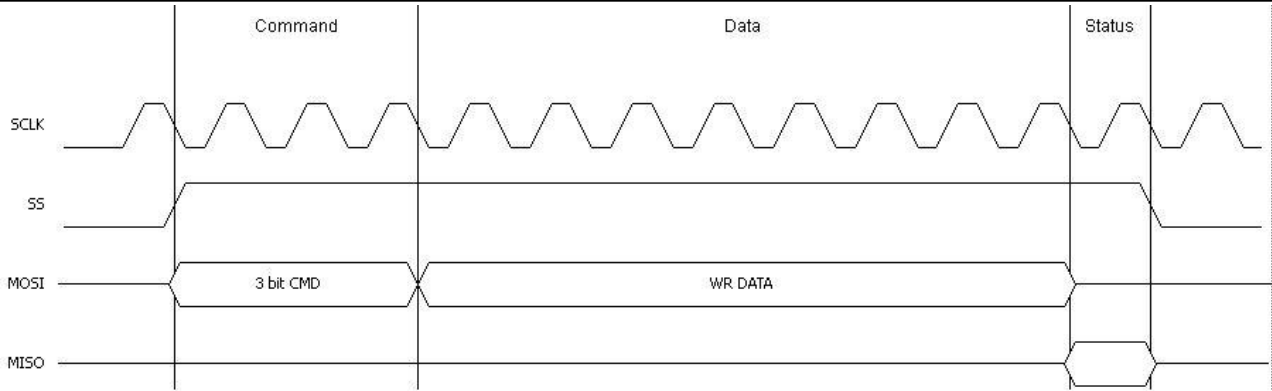 Command Data Status
SCLK
SS
MOSI 3 bit CMD WR DATA
MISO